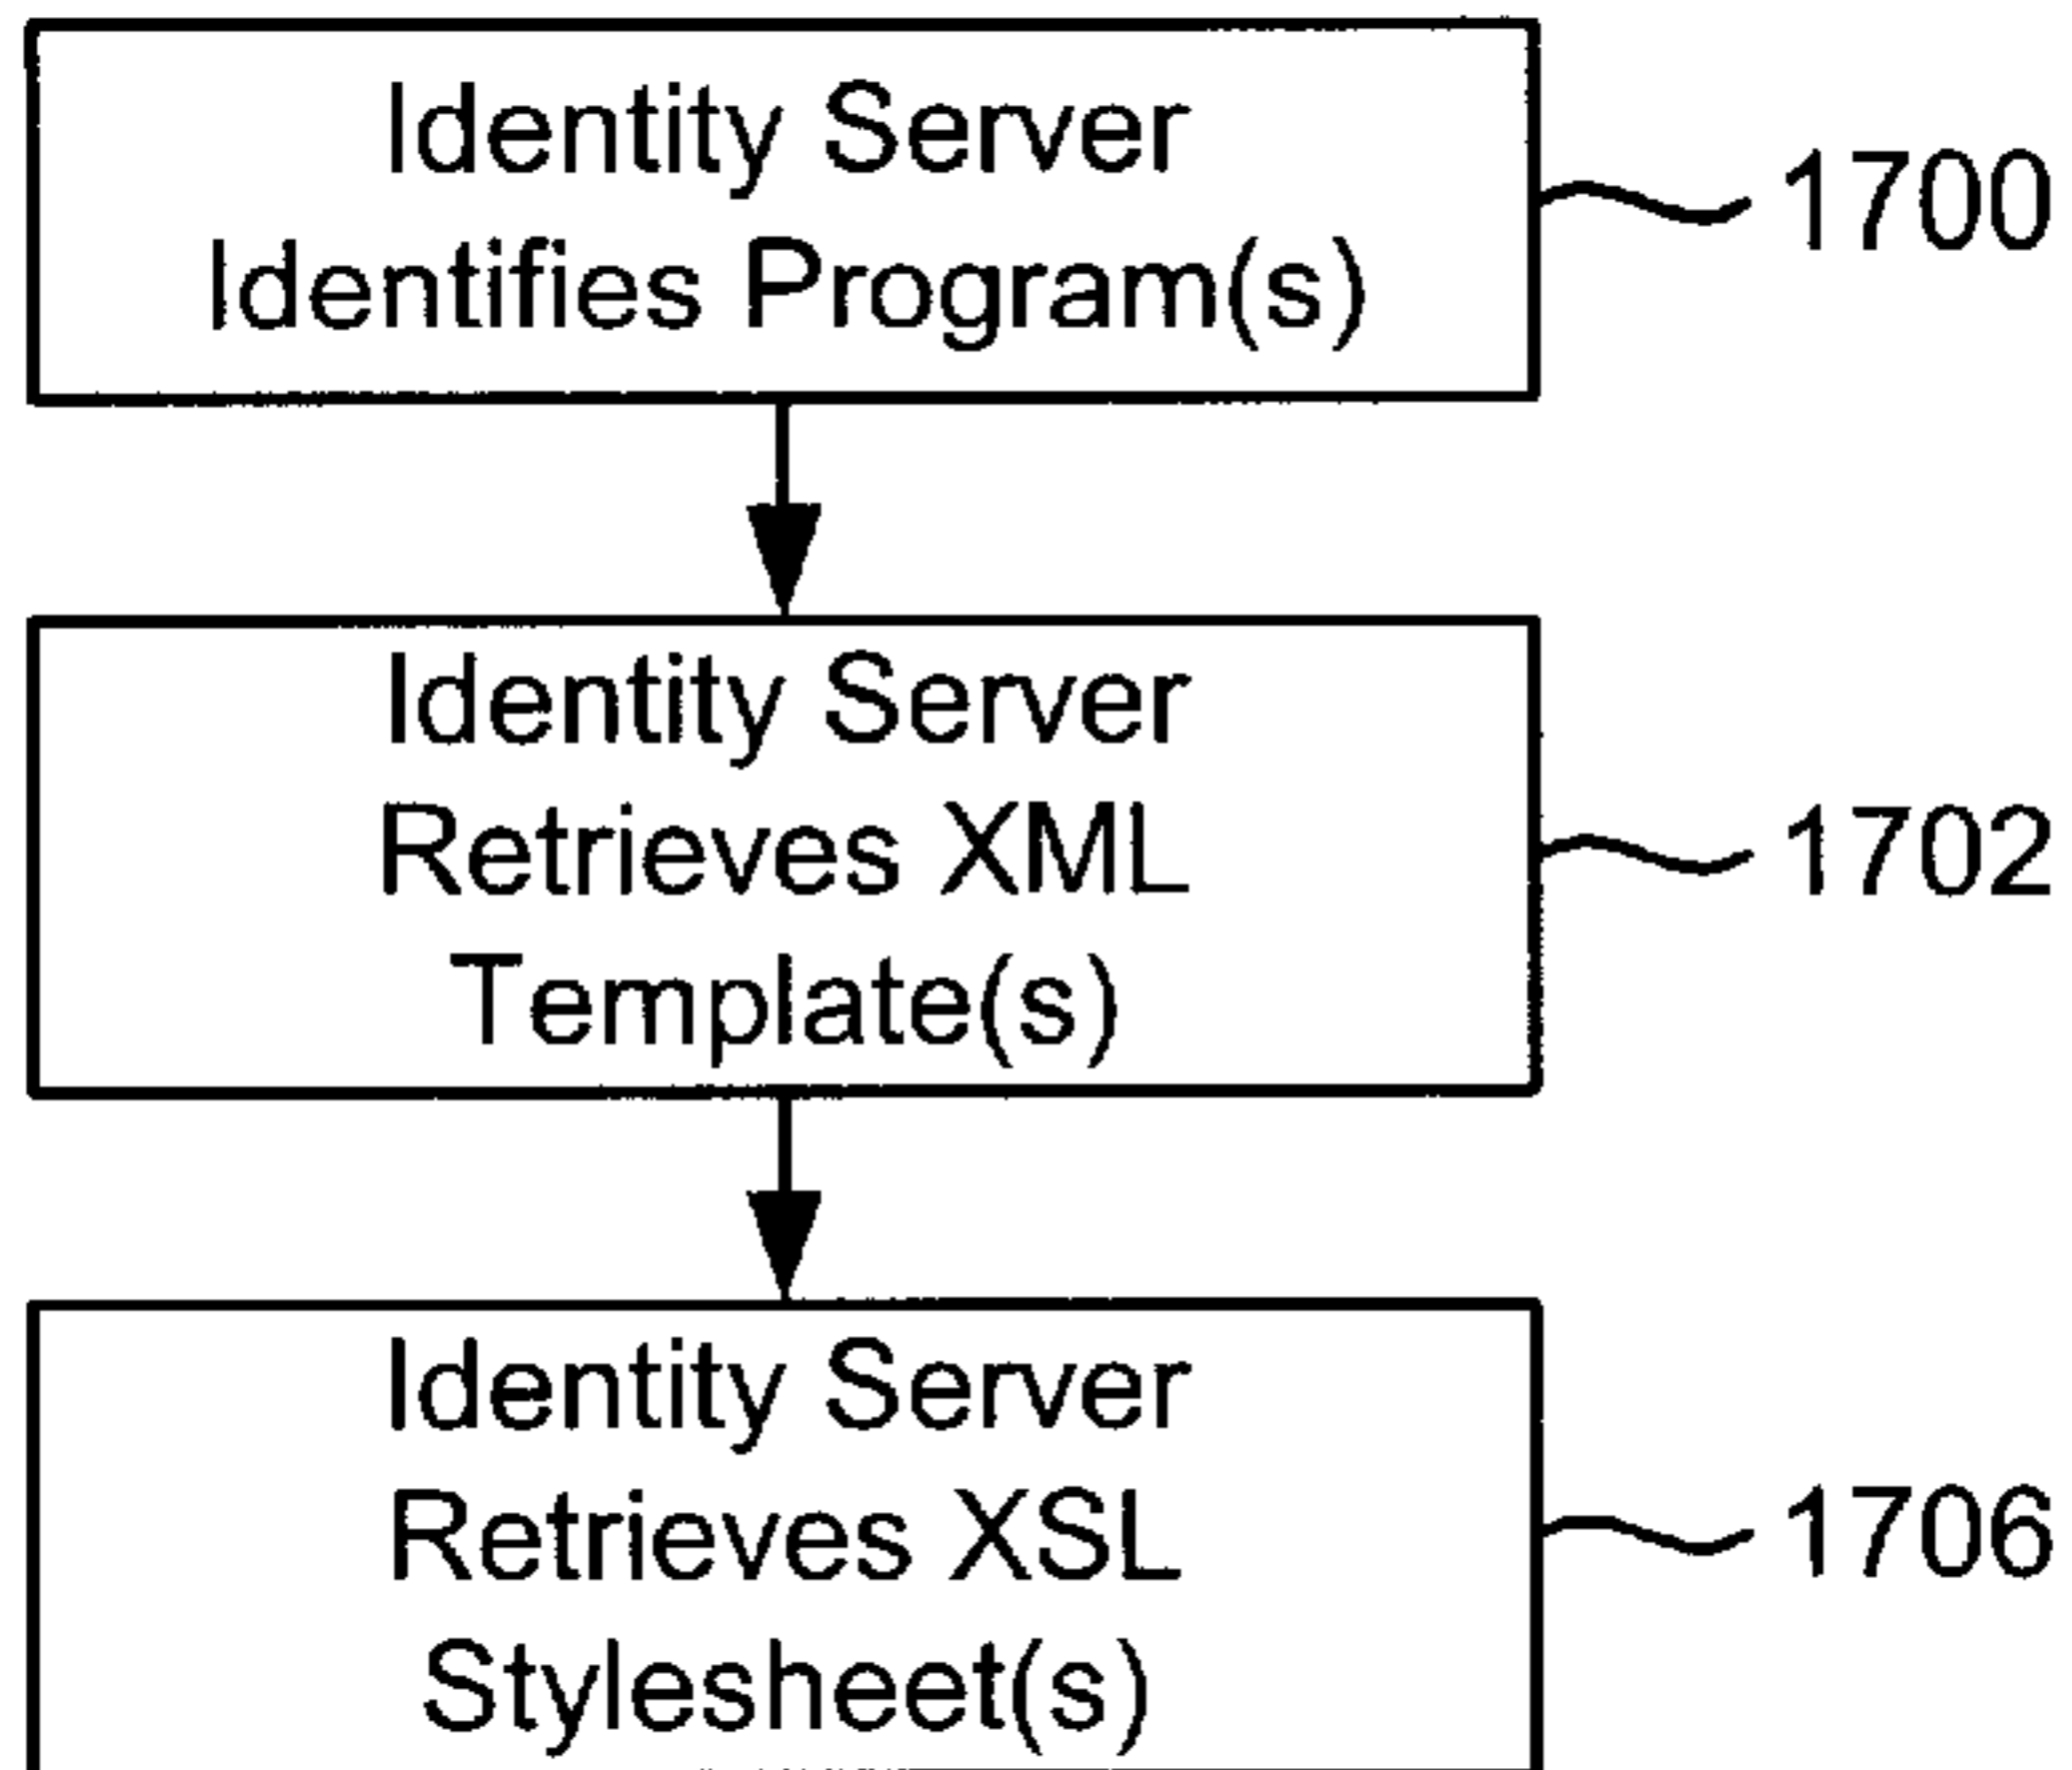 Identity Server
Identifies Program(s)
1700
Identity Server
Retrieves XML
Template(s)
1702
Identity Server
Retrieves XSL
Stylesheet(s)
1706